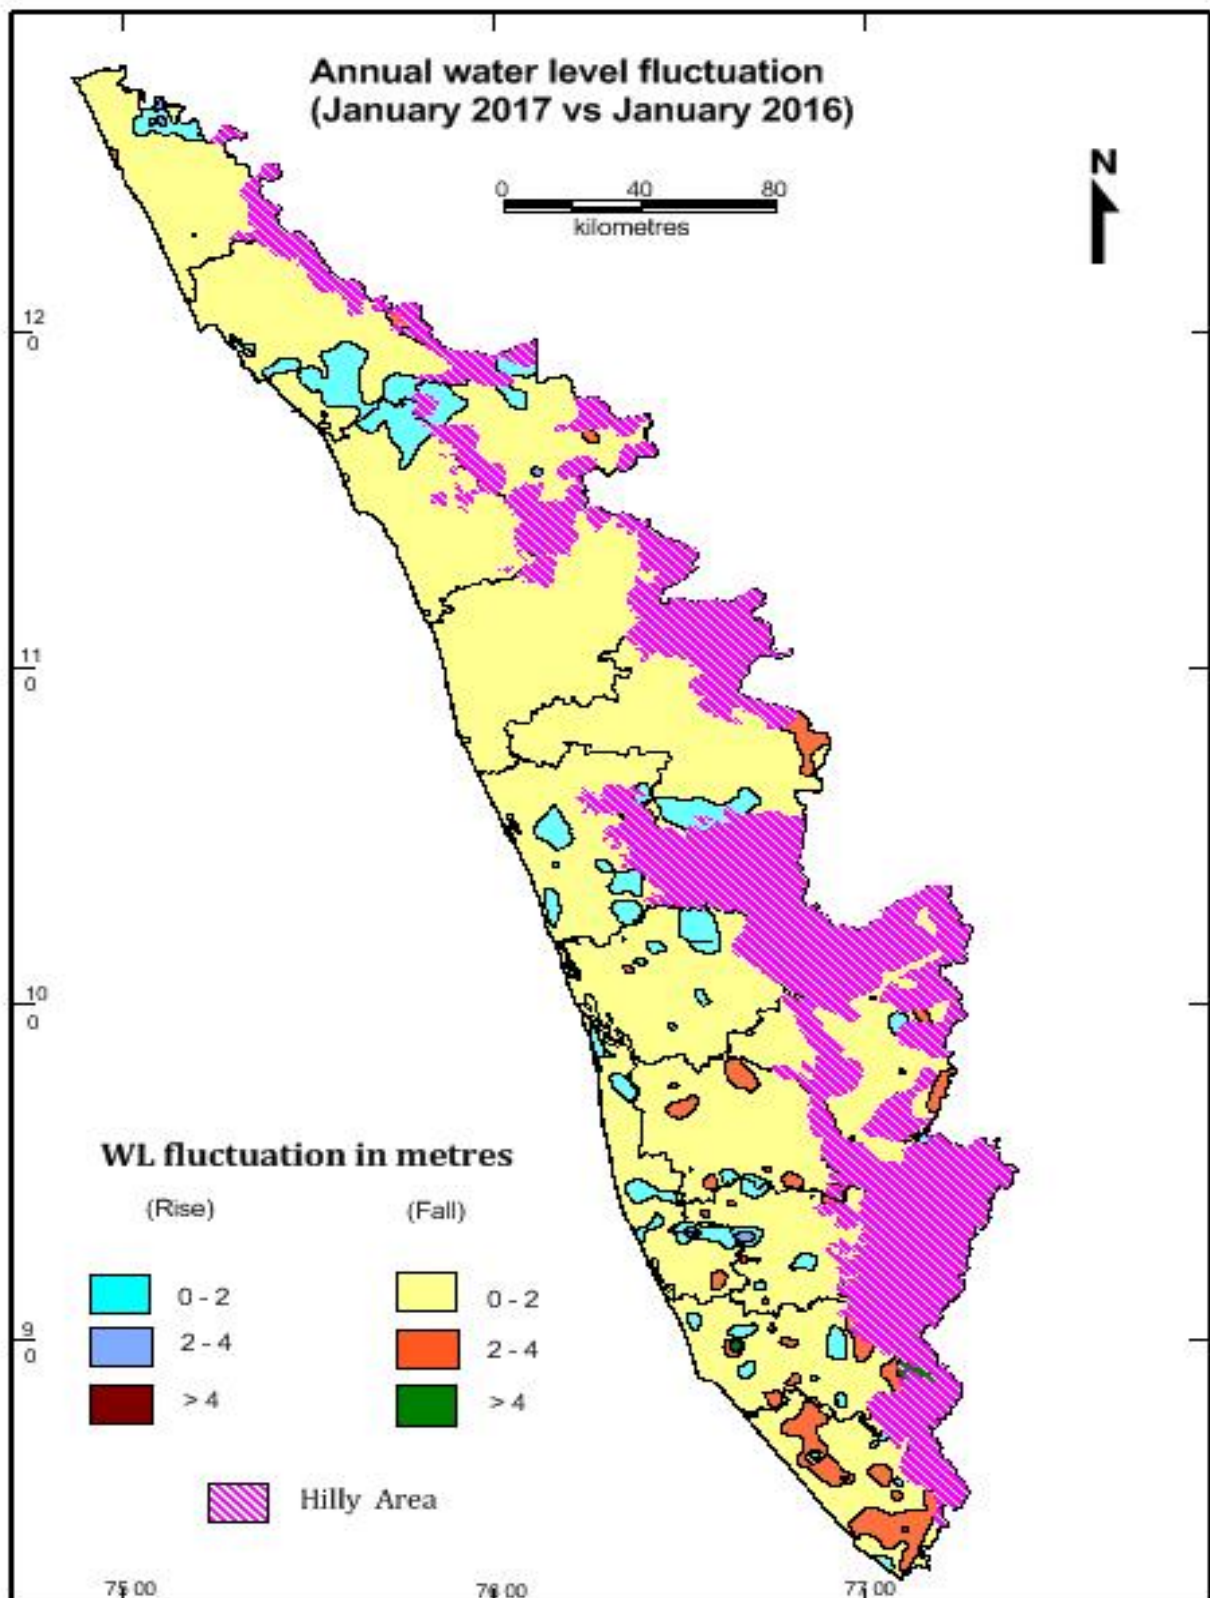 Annual water level fluctuation
(January 2017 vs January 2016)
N
0 40 80
kilometres
12
0
11
0
10
0
9
0
WL fluctuation in metres
(Rise) (Fall)
0 - 2 0 - 2
2 - 4 2 - 4
> 4 > 4
Hilly Area
75 00 76 00 77 00